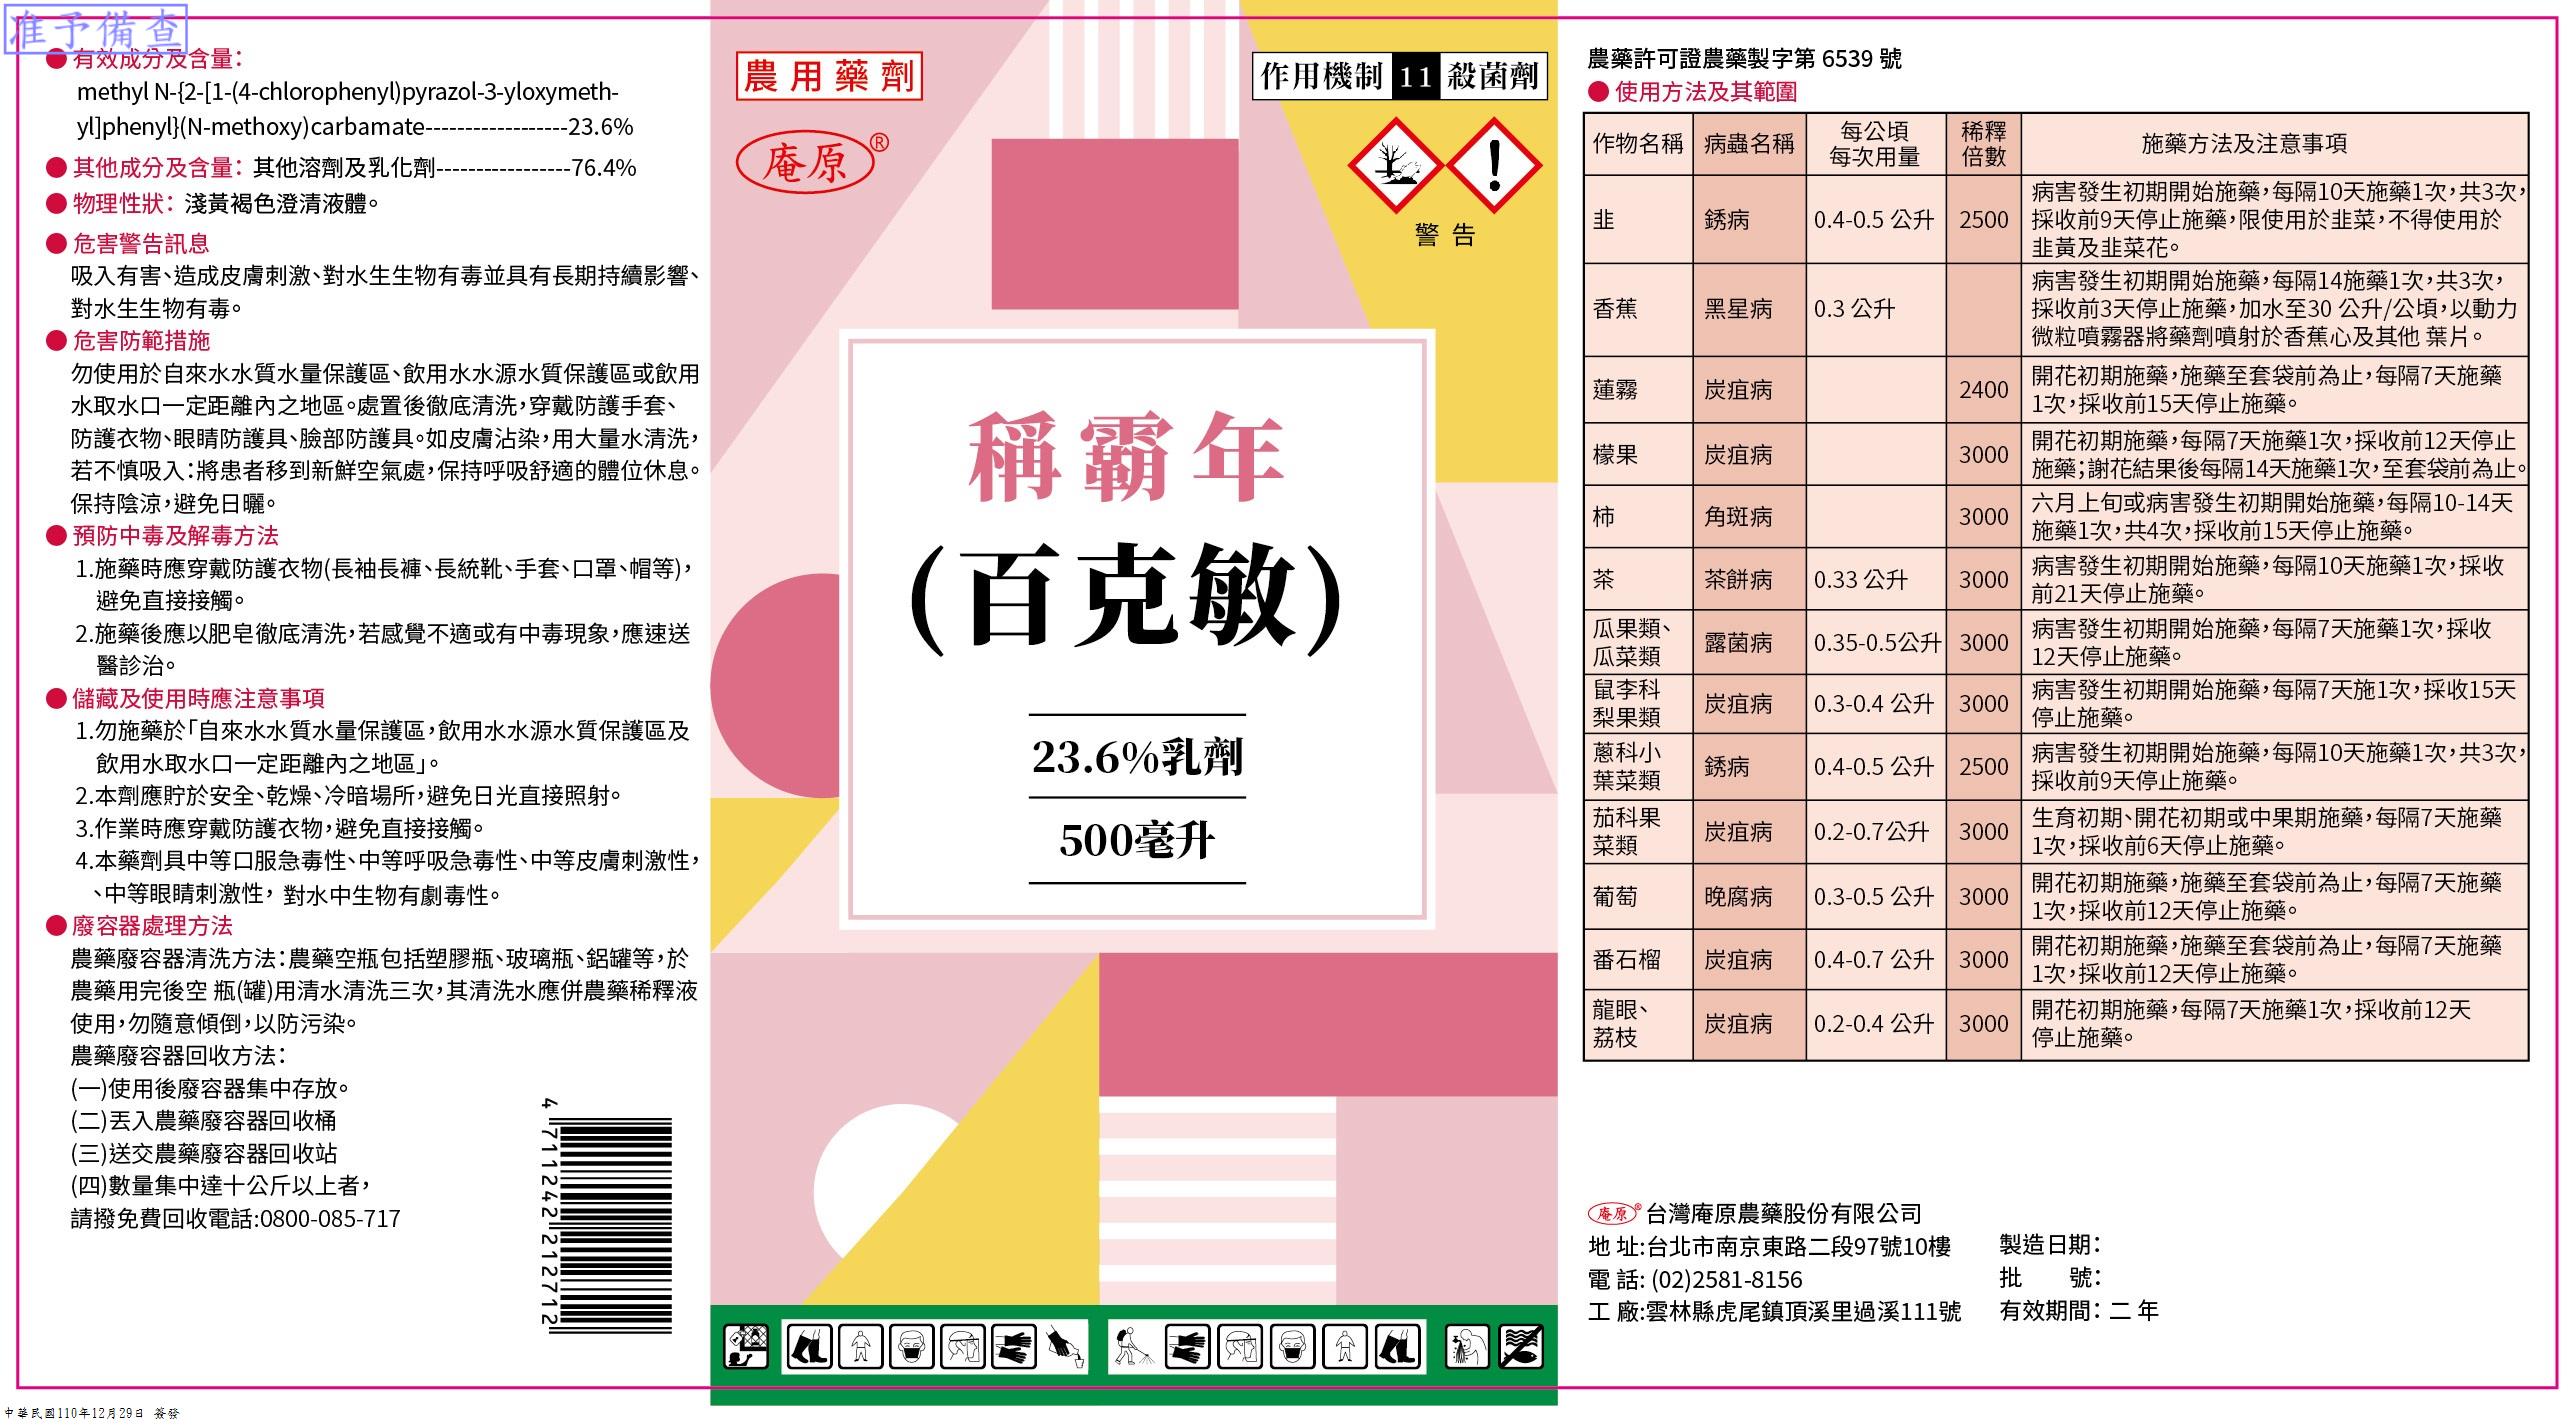 准予備查
● 有效成分及含量：
methyl N-{2-[1-(4-chlorophenyl)pyrazol-3-yloxymeth-
yl]phenyl}(N-methoxy)carbamate------------------23.6%
● 其他成分及含量：其他溶劑及乳化劑-----------------76.4%
● 物理性狀：淺黃褐色澄清液體。
● 危害警告訊息
吸入有害、造成皮膚刺激、對水生生物有毒並具有長期持續影響、
對水生生物有毒。
● 危害防範措施
勿使用於自來水水質水量保護區、飲用水水源水質保護區或飲用
水取水口一定距離內之地區。處置後徹底清洗，穿戴防護手套、
防護衣物、眼睛防護具、臉部防護具。如皮膚沾染，用大量水清洗，
若不慎吸入：將患者移到新鮮空氣處，保持呼吸舒適的體位休息。
保持陰涼，避免日曬。
● 預防中毒及解毒方法
1.施藥時應穿戴防護衣物(長袖長褲、長統靴、手套、口罩、帽等)，
避免直接接觸。
2.施藥後應以肥皂徹底清洗，若感覺不適或有中毒現象，應速送
醫診治。
● 儲藏及使用時應注意事項
1.勿施藥於「自來水水質水量保護區，飲用水水源水質保護區及
飲用水取水口一定距離內之地區」。
2.本劑應貯於安全、乾燥、冷暗場所，避免日光直接照射。
3.作業時應穿戴防護衣物，避免直接接觸。
4.本藥劑具中等口服急毒性、中等呼吸急毒性、中等皮膚刺激性，
、中等眼睛刺激性，對水中生物有劇毒性。
● 廢容器處理方法
農藥廢容器清洗方法：農藥空瓶包括塑膠瓶、玻璃瓶、鋁罐等，於
農藥用完後空 瓶(罐)用清水清洗三次，其清洗水應併農藥稀釋液
使用，勿隨意傾倒，以防污染。
農藥廢容器回收方法：
(一)使用後廢容器集中存放。
(二)丟入農藥廢容器回收桶
(三)送交農藥廢容器回收站
(四)數量集中達十公斤以上者，
請撥免費回收電話:0800-085-717
4 711242 212712
農用藥劑
庵原®
作用機制 11 殺菌劑
警告
稱霸年
(百克敏)
23.6%乳劑
500毫升
農藥許可證農藥製字第 6539 號
● 使用方法及其範圍
作物名稱 病蟲名稱 每公頃 每次用量 稀釋 倍數 施藥方法及注意事項
韭 銹病 0.4-0.5 公升 2500 病害發生初期開始施藥，每隔10天施藥1次，共3次，
採收前9天停止施藥，限使用於韭菜，不得使用於
韭黃及韭菜花。
香蕉 黑星病 0.3 公升 病害發生初期開始施藥，每隔14施藥1次，共3次，
採收前3天停止施藥，加水至30 公升/公頃，以動力
微粒噴霧器將藥劑噴射於香蕉心及其他 葉片。
蓮霧 炭疽病 2400 開花初期施藥，施藥至套袋前為止，每隔7天施藥
1次，採收前15天停止施藥。
檬果 炭疽病 3000 開花初期施藥，每隔7天施藥1次，採收前12天停止
施藥；謝花結果後每隔14天施藥1次，至套袋前為止。
柿 角斑病 3000 六月上旬或病害發生初期開始施藥，每隔10-14天
施藥1次，共4次，採收前15天停止施藥。
茶 茶餅病 0.33 公升 3000 病害發生初期開始施藥，每隔10天施藥1次，採收
前21天停止施藥。
瓜果類、瓜菜類 露菌病 0.35-0.5公升 3000 病害發生初期開始施藥，每隔7天施藥1次，採收
12天停止施藥。
鼠李科梨果類 炭疽病 0.3-0.4 公升 3000 病害發生初期開始施藥，每隔7天施1次，採收15天
停止施藥。
蔥科小葉菜類 銹病 0.4-0.5 公升 2500 病害發生初期開始施藥，每隔10天施藥1次，共3次，
採收前9天停止施藥。
茄科果菜類 炭疽病 0.2-0.7公升 3000 生育初期、開花初期或中果期施藥，每隔7天施藥
1次，採收前6天停止施藥。
葡萄 晚腐病 0.3-0.5 公升 3000 開花初期施藥，施藥至套袋前為止，每隔7天施藥
1次，採收前12天停止施藥。
番石榴 炭疽病 0.4-0.7 公升 3000 開花初期施藥，施藥至套袋前為止，每隔7天施藥
1次，採收前12天停止施藥。
龍眼、荔枝 炭疽病 0.2-0.4 公升 3000 開花初期施藥，每隔7天施藥1次，採收前12天
停止施藥。
庵原® 台灣庵原農藥股份有限公司
地 址:台北市南京東路二段97號10樓
電 話: (02)2581-8156
工 廠:雲林縣虎尾鎮頂溪里過溪111號
製造日期：
批 號：
有效期間：二 年
中華民國110年12月29日 簽發